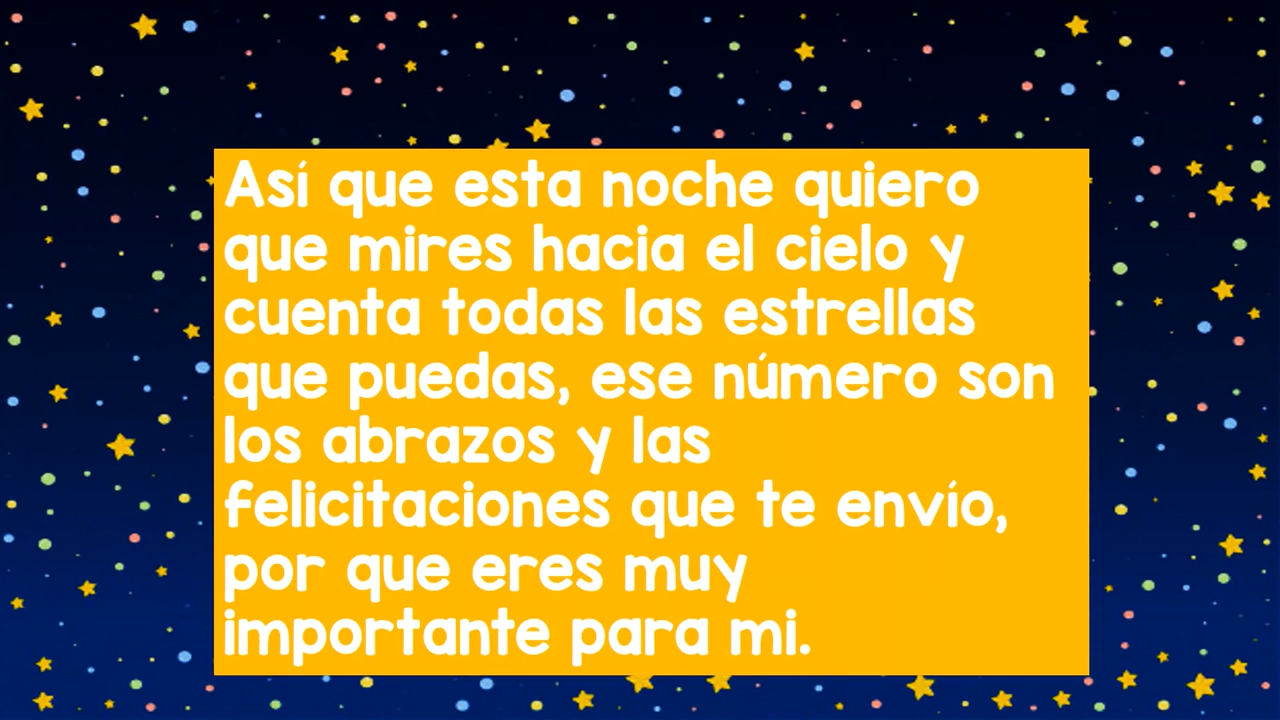 Así que esta noche quiero
que mires hacia el cielo y
cuenta todas las estrellas
que puedas, ese número son
los abrazos y las
felicitaciones que te envío,
por que eres muy
importante para mi.